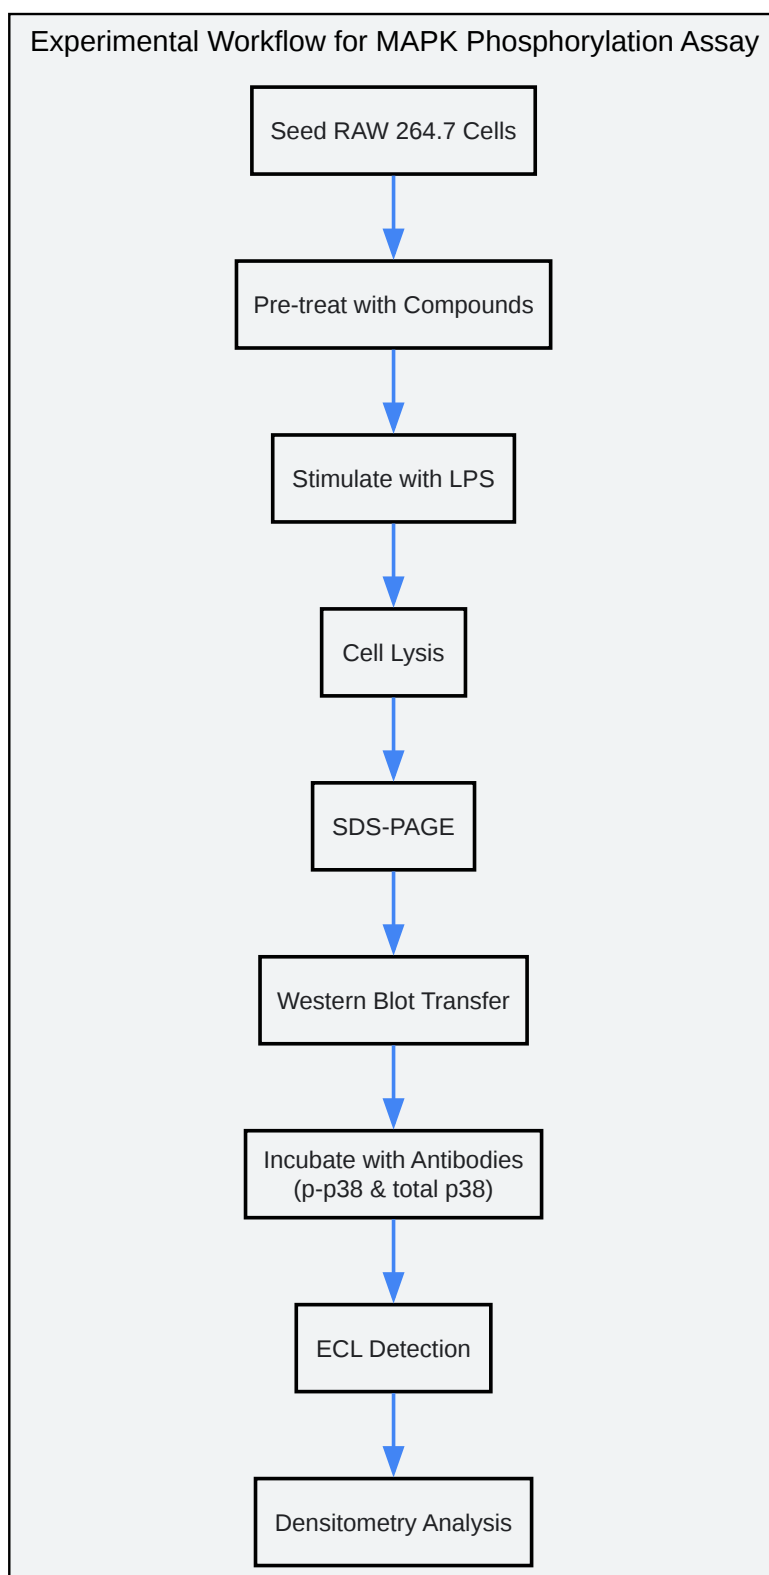 Experimental Workflow for MAPK Phosphorylation Assay
Seed RAW 264.7 Cells
Pre-treat with Compounds
Stimulate with LPS
Cell Lysis
SDS-PAGE
Western Blot Transfer
Incubate with Antibodies
(p-p38 & total p38)
ECL Detection
Densitometry Analysis